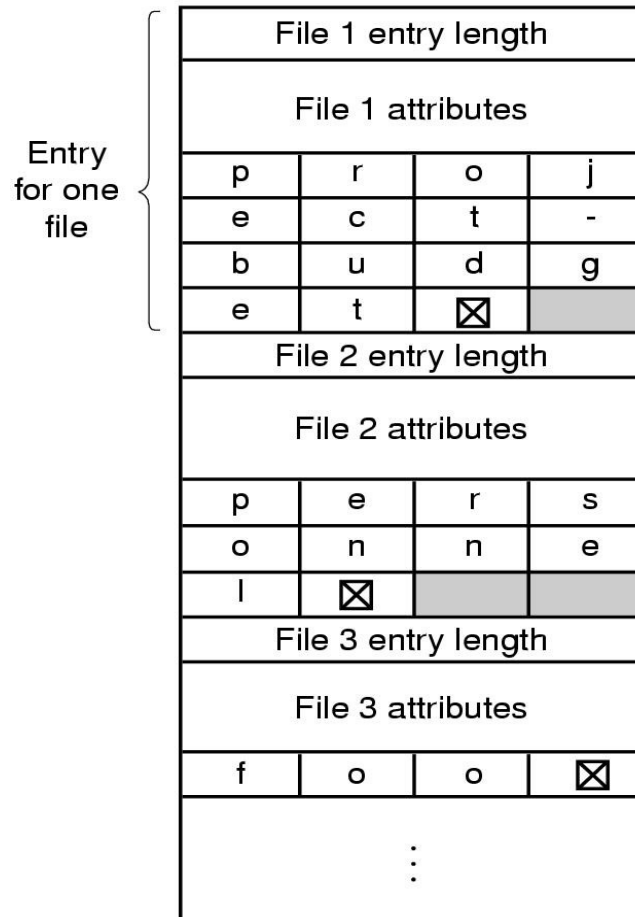 File 1 entry length
File 1 attributes
Entry
for one
file
p r o j
e c t -
b u d g
e t ☒
File 2 entry length
File 2 attributes
p e r s
o n n e
l ☒
File 3 entry length
File 3 attributes
f o o ☒
⋮